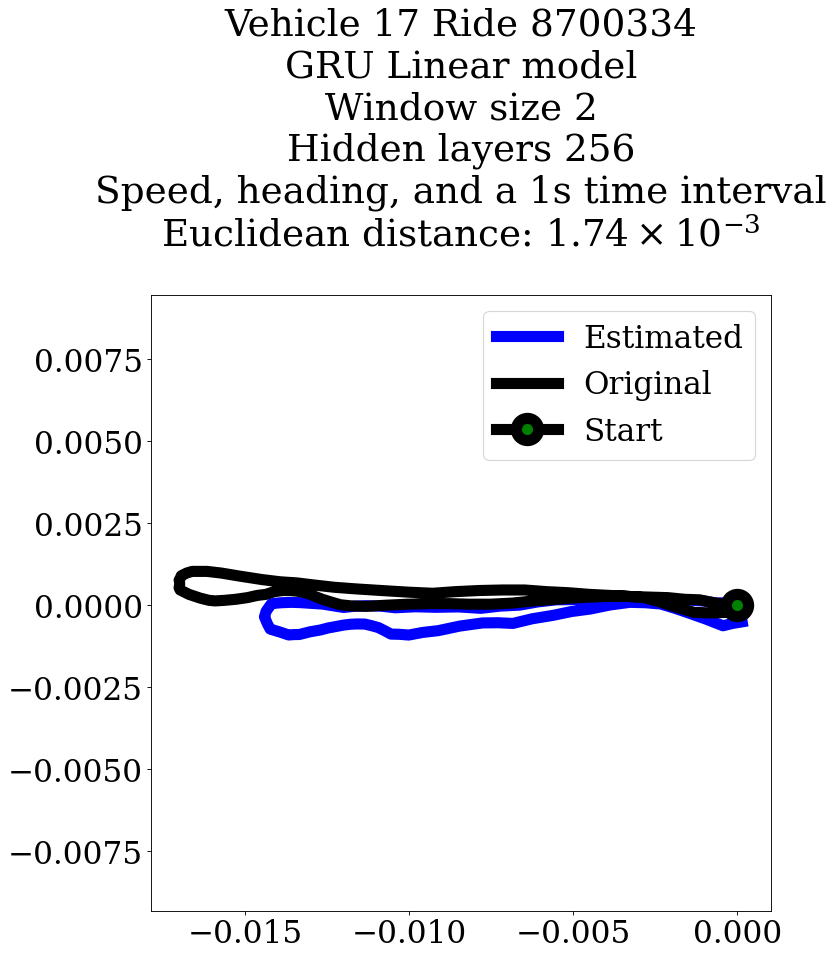 Vehicle 17 Ride 8700334
GRU Linear model
Window size 2
Hidden layers 256
Speed, heading, and a 1s time interval
Euclidean distance: 1.74 × 10⁻³
Estimated
Original
Start
0.0075
0.0050
0.0025
0.0000
−0.0025
−0.0050
−0.0075
−0.015
−0.010
−0.005
0.000